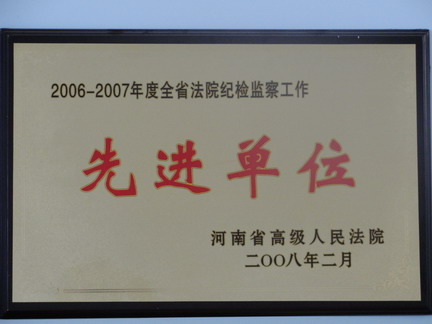 2006-2007年度全省法院纪检监察工作
先进单位
河南省高级人民法院
二〇〇八年二月